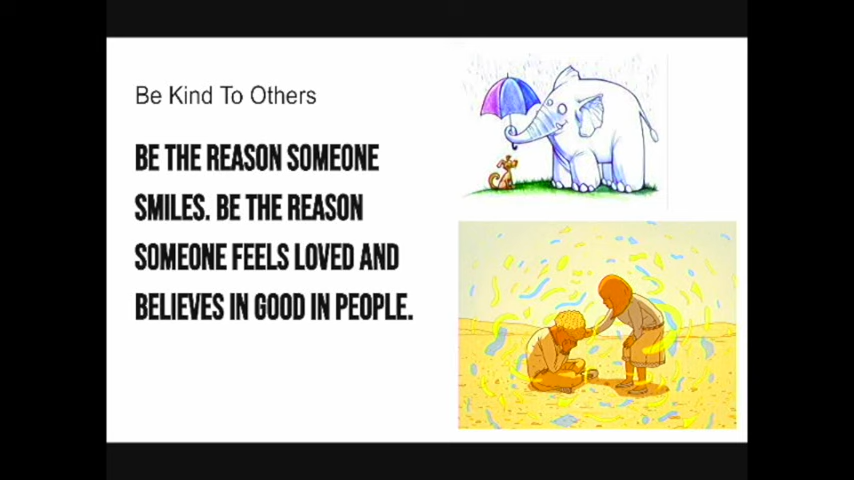 Be Kind To Others
BE THE REASON SOMEONE
SMILES. BE THE REASON
SOMEONE FEELS LOVED AND
BELIEVES IN GOOD IN PEOPLE.